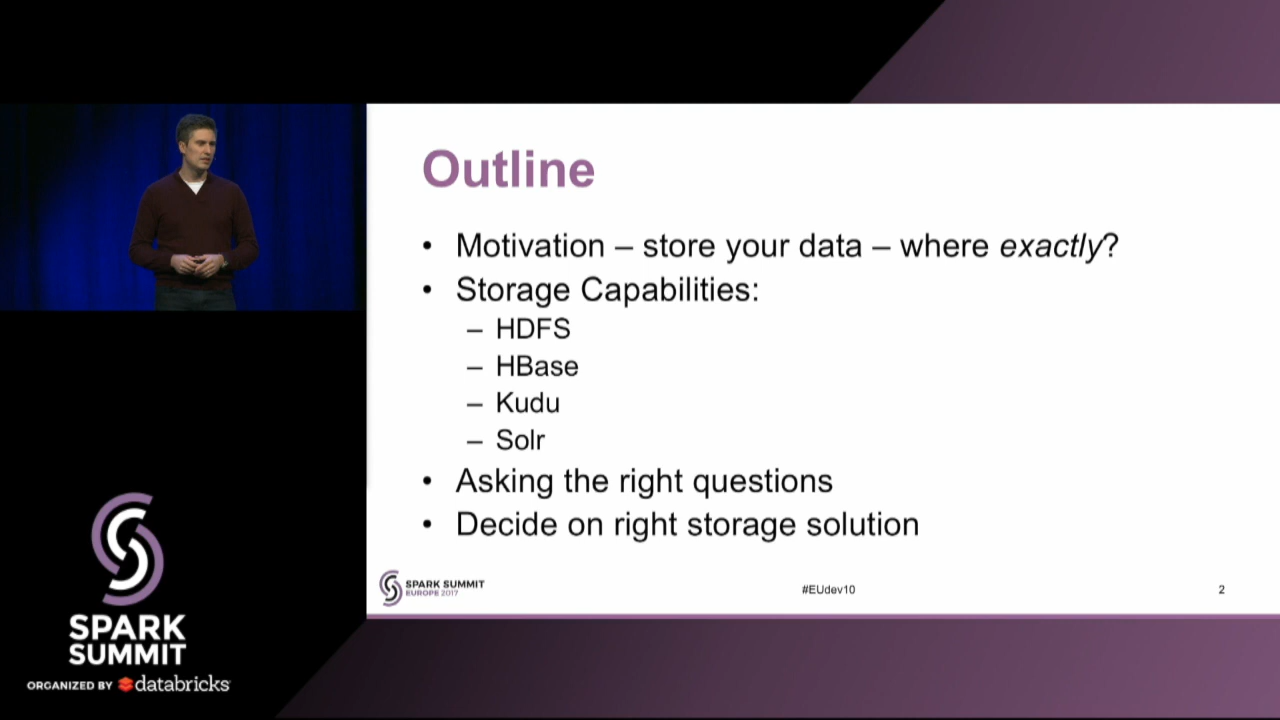 Outline
• Motivation – store your data – where exactly?
• Storage Capabilities:
– HDFS
– HBase
– Kudu
– Solr
• Asking the right questions
• Decide on right storage solution
SPARK SUMMIT
EUROPE 2017
#EUdev10
2
SPARK
SUMMIT
ORGANIZED BY databricks